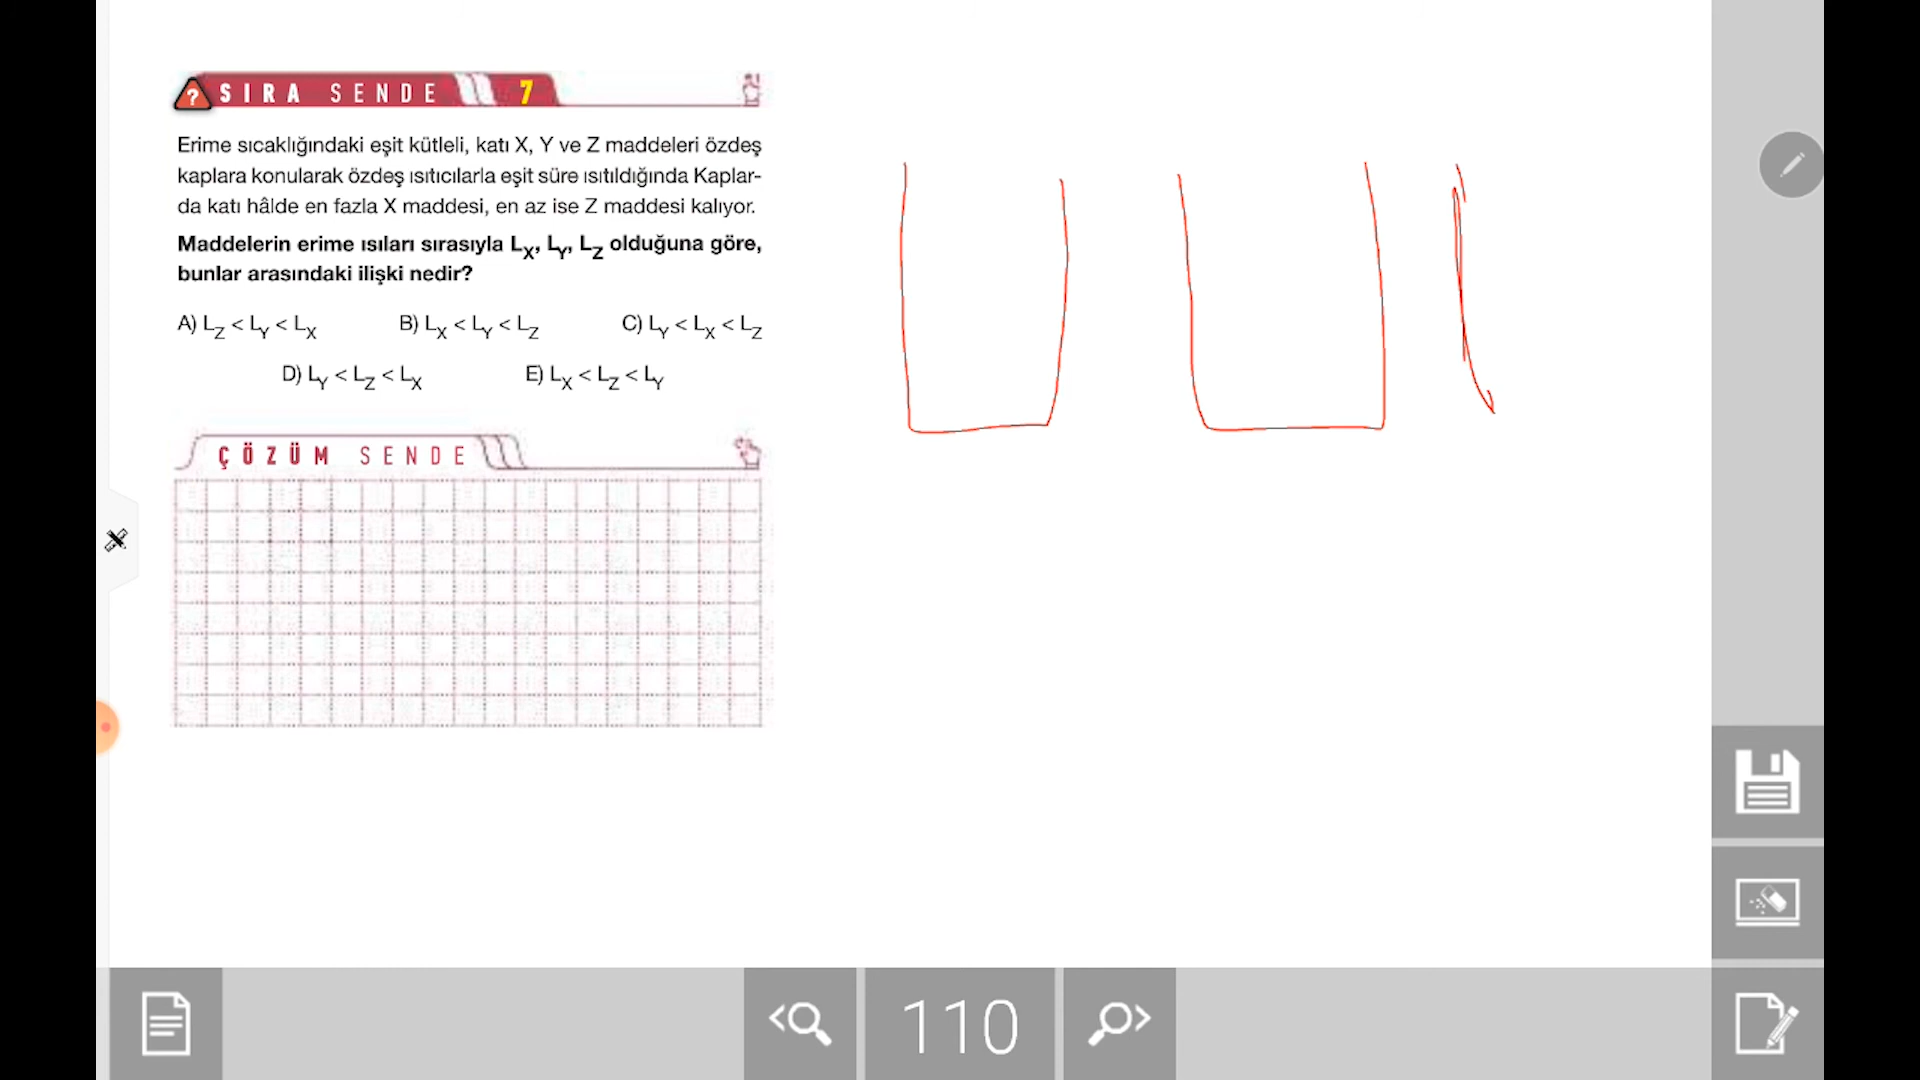 ? SIRA SENDE 7
Erime sıcaklığındaki eşit kütleli, katı X, Y ve Z maddeleri özdeş
kaplara konularak özdeş ısıtıcılarla eşit süre ısıtıldığında Kaplar-
da katı hâlde en fazla X maddesi, en az ise Z maddesi kalıyor.
Maddelerin erime ısıları sırasıyla LX, LY, LZ olduğuna göre,
bunlar arasındaki ilişki nedir?
A) LZ < LY < LX B) LX < LY < LZ C) LY < LX < LZ
D) LY < LZ < LX E) LX < LZ < LY
ÇÖZÜM SENDE
110